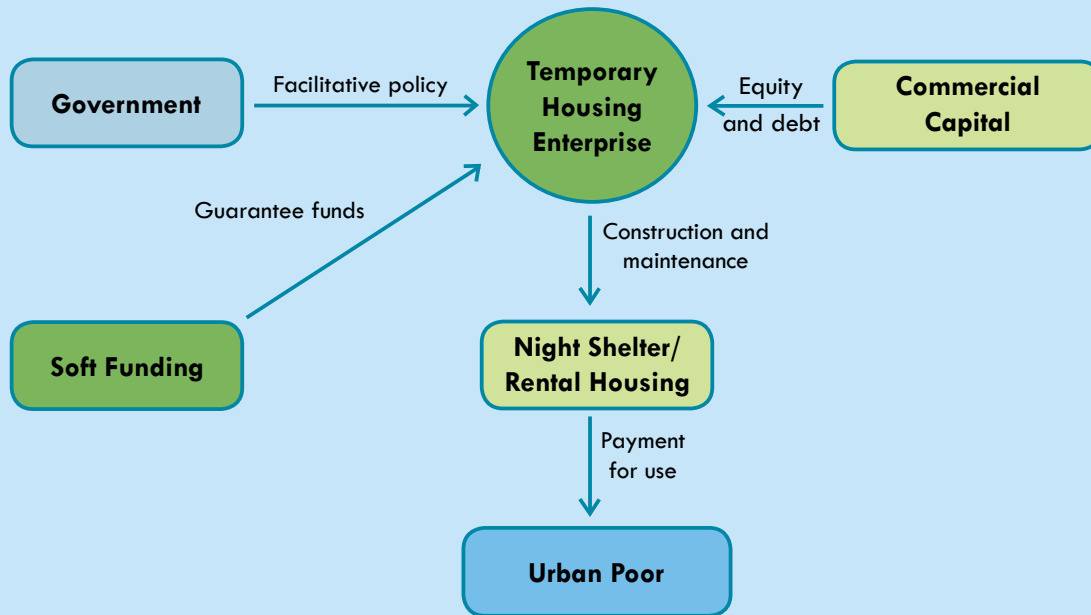 Government
Facilitative policy
Temporary
Housing
Enterprise
Equity
and debt
Commercial
Capital
Guarantee funds
Construction and
maintenance
Soft Funding
Night Shelter/
Rental Housing
Payment
for use
Urban Poor